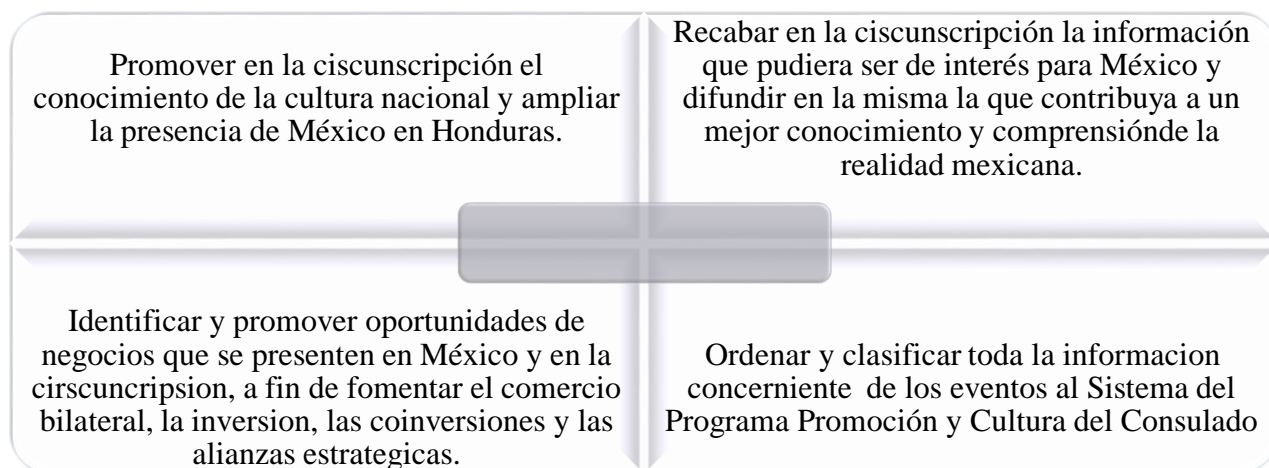 Promover en la ciscunscripción el
conocimiento de la cultura nacional y ampliar
la presencia de México en Honduras.
Recabar en la ciscunscripción la información
que pudiera ser de interés para México y
difundir en la misma la que contribuya a un
mejor conocimiento y comprensiónde la
realidad mexicana.
Identificar y promover oportunidades de
negocios que se presenten en México y en la
cirscuncripsion, a fin de fomentar el comercio
bilateral, la inversion, las coinversiones y las
alianzas estrategicas.
Ordenar y clasificar toda la informacion
concerniente de los eventos al Sistema del
Programa Promoción y Cultura del Consulado